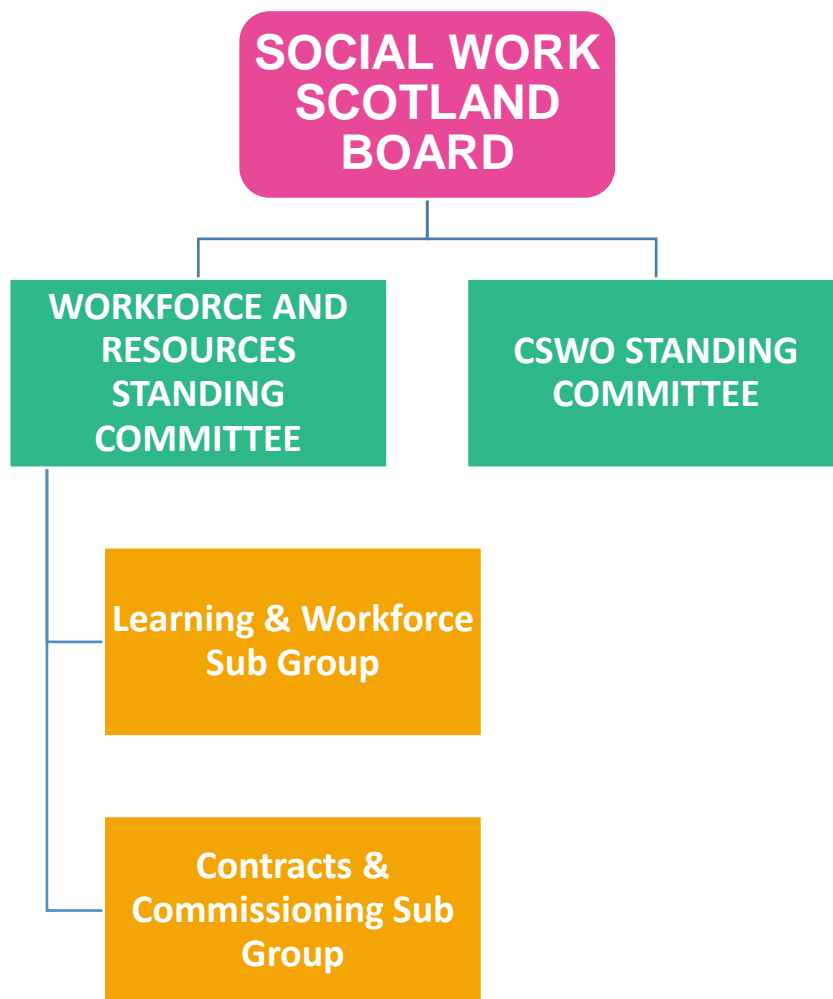 SOCIAL WORK
SCOTLAND
BOARD
WORKFORCE AND
RESOURCES
STANDING
COMMITTEE
CSWO STANDING
COMMITTEE
Learning & Workforce
Sub Group
Contracts &
Commissioning Sub
Group